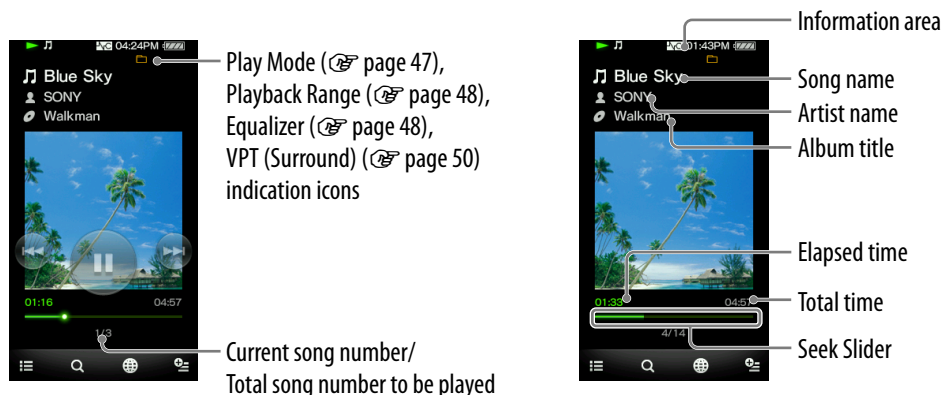 04:24PM
Blue Sky
SONY
Walkman
01:16
04:57
1/3
Play Mode (☞ page 47),
Playback Range (☞ page 48),
Equalizer (☞ page 48),
VPT (Surround) (☞ page 50)
indication icons
Current song number/
Total song number to be played
01:43PM
Blue Sky
SONY
Walkman
01:33
04:57
4/14
Information area
Song name
Artist name
Album title
Elapsed time
Total time
Seek Slider